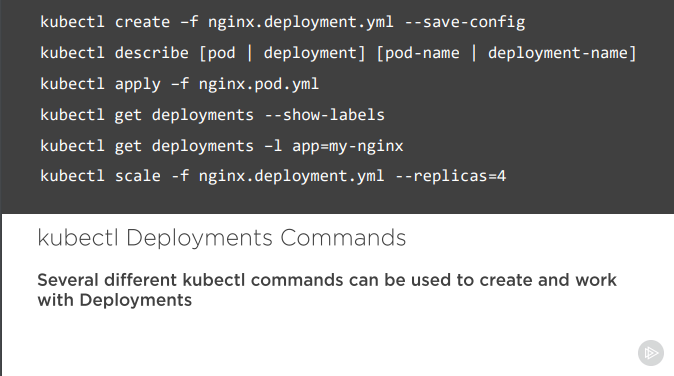 kubectl create –f nginx.deployment.yml --save-config
kubectl describe [pod | deployment] [pod-name | deployment-name]
kubectl apply –f nginx.pod.yml
kubectl get deployments --show-labels
kubectl get deployments –l app=my-nginx
kubectl scale -f nginx.deployment.yml --replicas=4
kubectl Deployments Commands
Several different kubectl commands can be used to create and work
with Deployments